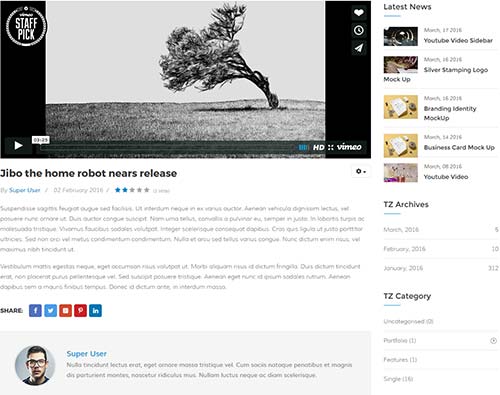 vimeo
STAFF
PICK
03:25
HD
vimeo
Jibo the home robot nears release
By Super User / 02 February 2016 / (1 Vote)
Suspendisse sagittis feugiat augue sed facilisis. Ut interdum neque in ex varius auctor. Aenean vehicula dignissim lectus, vel
posuere nunc ornare ut. Duis auctor congue suscipit. Nam urna tellus, convallis a pulvinar eu, semper in justo. In lobortis turpis ac
malesuada tristique. Vivamus faucibus sodales volutpat. Integer scelerisque consequat dapibus. Cras quis ligula ut justo porttitor
ultricies. Sed non orci vel metus condimentum condimentum. Nulla et arcu sed tellus varius congue. Nunc dictum enim risus, vel
maximus nibh tincidunt ut.
Vestibulum mattis egestas neque, eget accumsan risus volutpat ut. Morbi aliquam risus id dictum fringilla. Duis dictum tincidunt
erat, non placerat purus pellentesque vel. Sed suscipit posuere tristique. Aenean eget nunc id ipsum sodales rutrum. Aenean
dapibus sem a mauris finibus tempus. Donec id dictum ante, in interdum massa.
SHARE:
Super User
Nulla tincidunt lectus erat, eget ornare massa tristique vel. Cum sociis natoque penatibus et magnis
dis parturient montes, nascetur ridiculus mus. Nullam luctus neque ac diam scelerisque.
Latest News
March, 17 2016
Youtube Video Sidebar
March, 16 2016
Silver Stamping Logo
Mock Up
March, 16 2016
Branding Identity
MockUp
March, 14 2016
Business Card Mock Up
March, 08 2016
Youtube Video
TZ Archives
March, 2016 5
February, 2016 10
January, 2016 312
TZ Category
Uncategorised (0)
Portfolio (1)
Features (1)
Single (16)